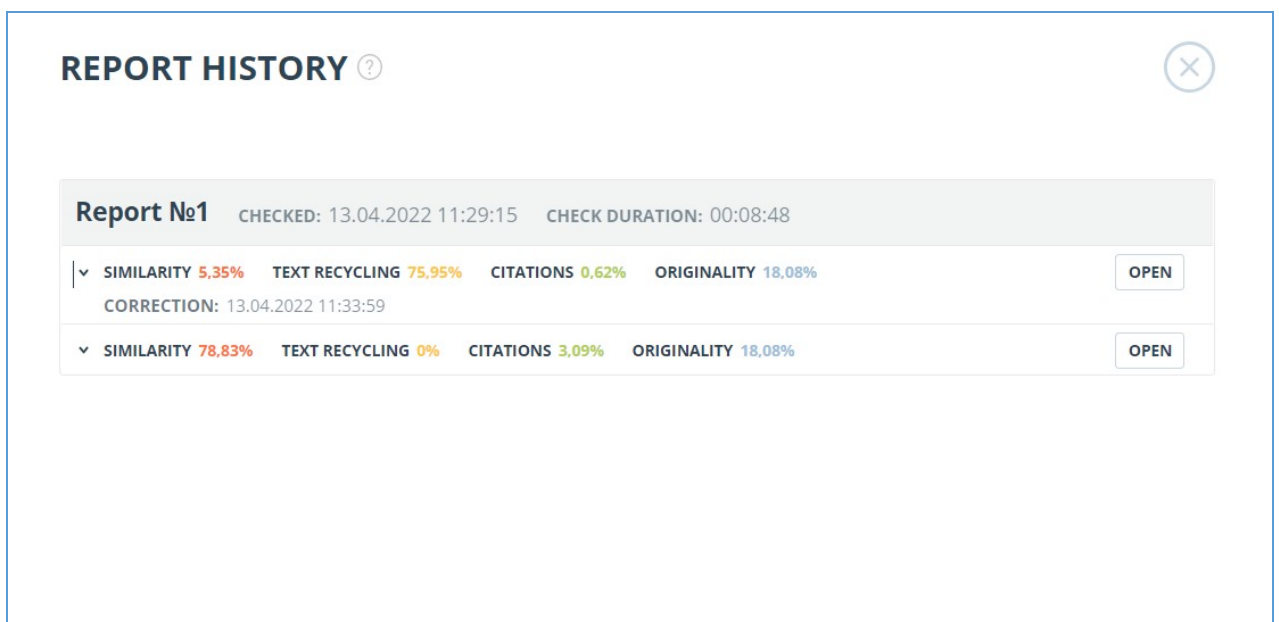 REPORT HISTORY ?
Report №1 CHECKED: 13.04.2022 11:29:15 CHECK DURATION: 00:08:48
SIMILARITY 5,35% TEXT RECYCLING 75,95% CITATIONS 0,62% ORIGINALITY 18,08% OPEN
CORRECTION: 13.04.2022 11:33:59
SIMILARITY 78,83% TEXT RECYCLING 0% CITATIONS 3,09% ORIGINALITY 18,08% OPEN